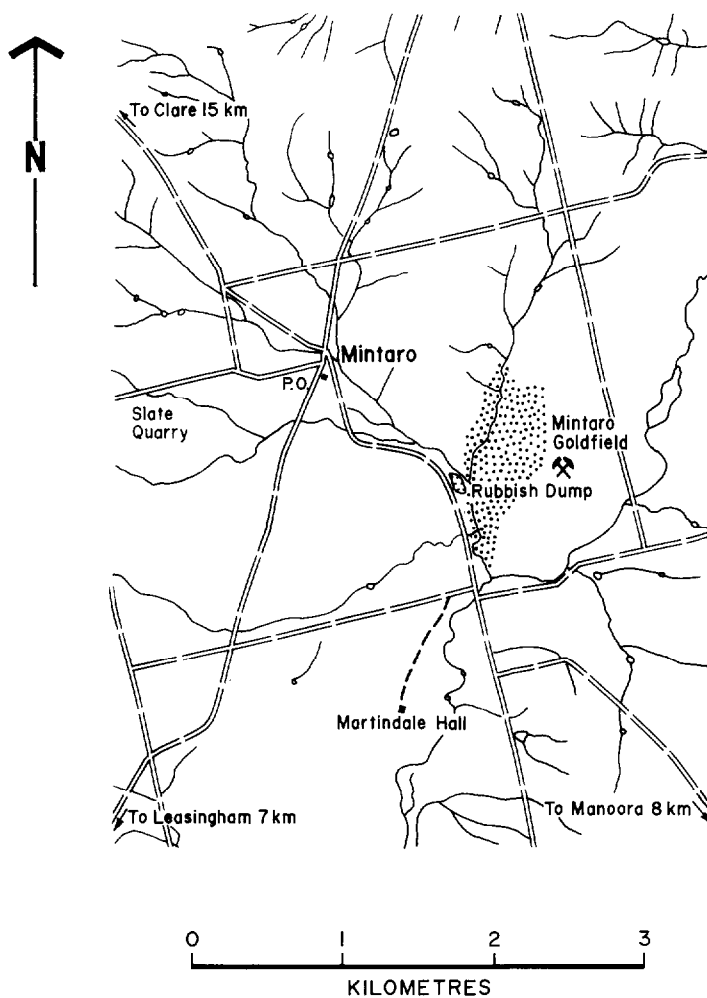 To Clare 15 km
N
Mintaro
P.O.
Slate
Quarry
Mintaro
Goldfield
Rubbish Dump
Martindale Hall
To Leasingham 7 km
To Manoora 8 km
0 1 2 3
KILOMETRES